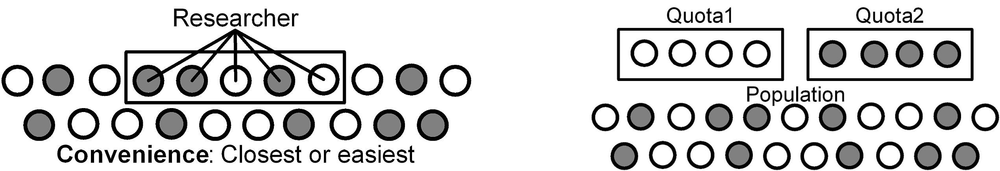 Researcher
Convenience: Closest or easiest
Quota1
Quota2
Population